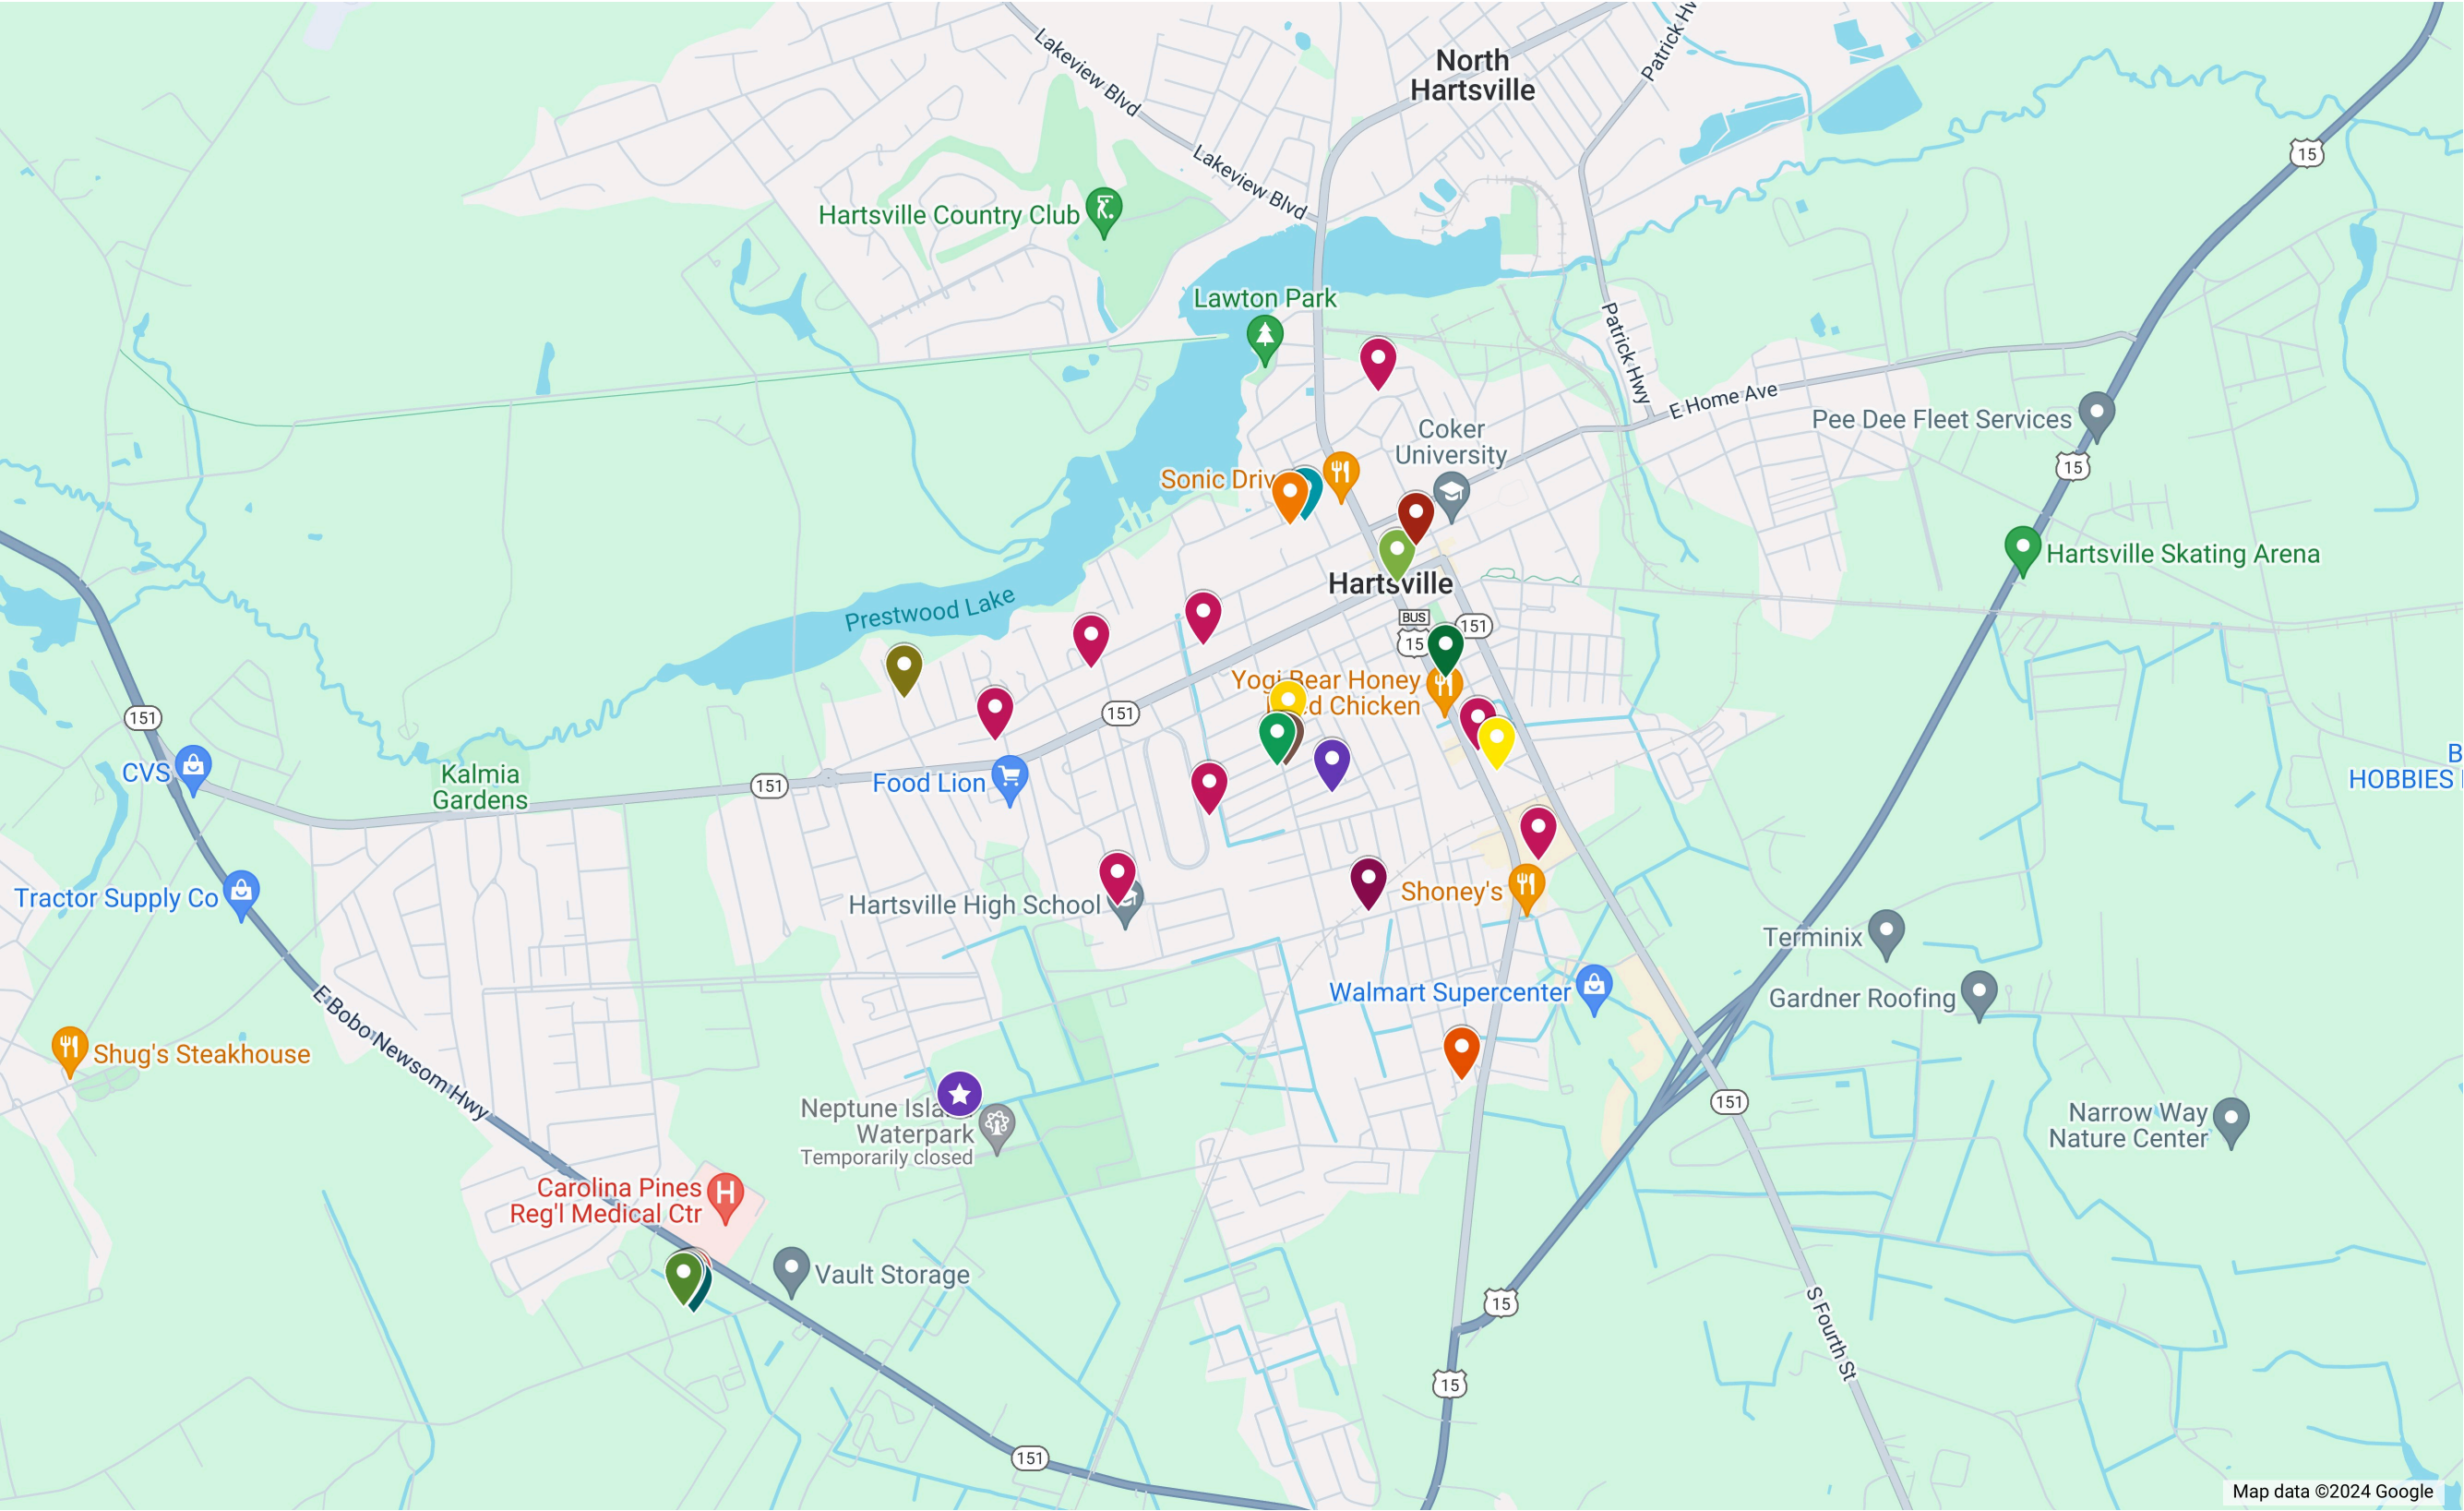 North
Hartsville
Lakeview Blvd
Patrick Hw
Lakeview Blvd
15
Hartsville Country Club
Lawton Park
Patrick Hwy
E Home Ave
Pee Dee Fleet Services
Coker
University
15
Sonic Driv
Hartsville Skating Arena
Hartsville
Prestwood Lake
BUS
15
151
Yogi Bear Honey
d Chicken
151
151
B
HOBBIES
CVS
Kalmia
Gardens
151
Food Lion
Tractor Supply Co
Hartsville High School
Shoney's
Terminix
Walmart Supercenter
Gardner Roofing
E Bobo Newsom Hwy
Shug's Steakhouse
Neptune Isla
Waterpark
Temporarily closed
151
Narrow Way
Nature Center
Carolina Pines
Reg'l Medical Ctr
H
Vault Storage
15
S Fourth St
15
151
Map data ©2024 Google